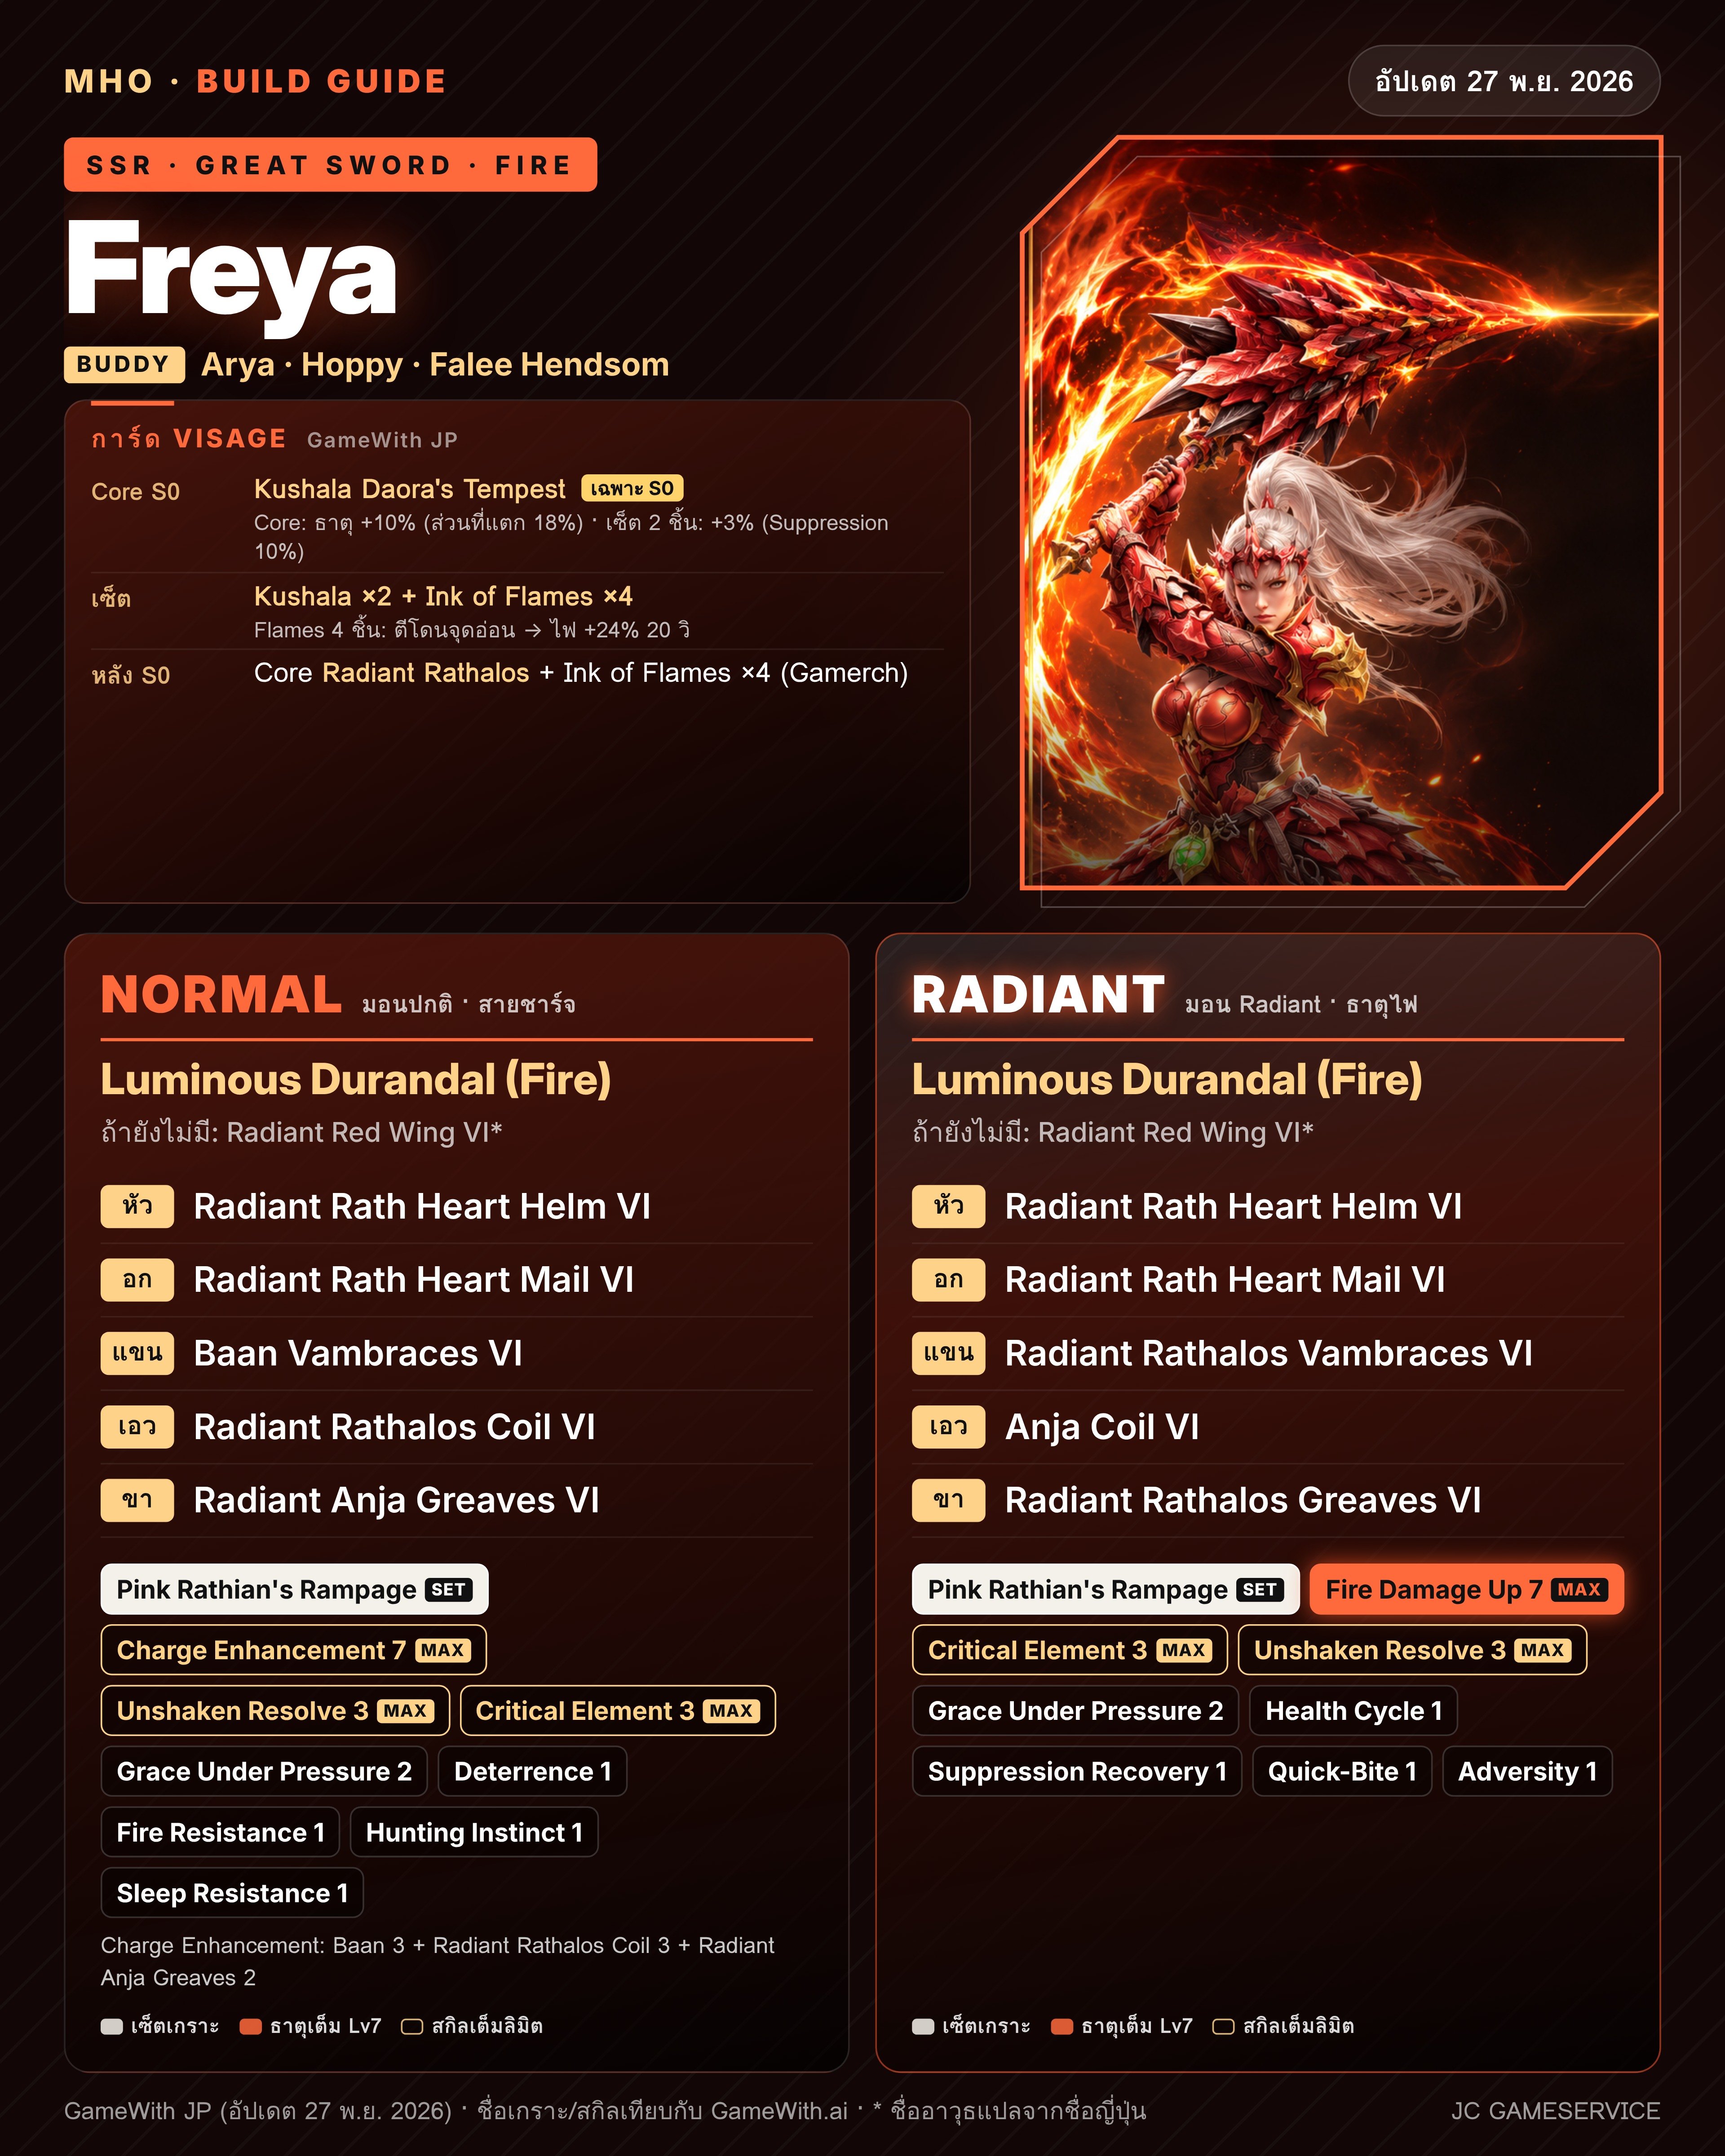 MHO · BUILD GUIDE
อัปเดต 27 พ.ย. 2026
SSR · GREAT SWORD · FIRE
Freya
BUDDY Arya · Hoppy · Falee Hendsom
การ์ด VISAGE GameWith JP
Core S0 Kushala Daora's Tempest เฉพาะ S0
Core: ธาตุ +10% (ส่วนที่แตก 18%) · เซ็ต 2 ชิ้น: +3% (Suppression
10%)
เซ็ต Kushala ×2 + Ink of Flames ×4
Flames 4 ชิ้น: ตีโดนจุดอ่อน → ไฟ +24% 20 วิ
หลัง S0 Core Radiant Rathalos + Ink of Flames ×4 (Gamerch)
NORMAL มอนปกติ · สายชาร์จ
Luminous Durandal (Fire)
ถ้ายังไม่มี: Radiant Red Wing VI*
หัว Radiant Rath Heart Helm VI
อก Radiant Rath Heart Mail VI
แขน Baan Vambraces VI
เอว Radiant Rathalos Coil VI
ขา Radiant Anja Greaves VI
Pink Rathian's Rampage SET
Charge Enhancement 7 MAX
Unshaken Resolve 3 MAX Critical Element 3 MAX
Grace Under Pressure 2 Deterrence 1
Fire Resistance 1 Hunting Instinct 1
Sleep Resistance 1
Charge Enhancement: Baan 3 + Radiant Rathalos Coil 3 + Radiant
Anja Greaves 2
เซ็ตเกราะ ธาตุเต็ม Lv7 สกิลเต็มลิมิต
RADIANT มอน Radiant · ธาตุไฟ
Luminous Durandal (Fire)
ถ้ายังไม่มี: Radiant Red Wing VI*
หัว Radiant Rath Heart Helm VI
อก Radiant Rath Heart Mail VI
แขน Radiant Rathalos Vambraces VI
เอว Anja Coil VI
ขา Radiant Rathalos Greaves VI
Pink Rathian's Rampage SET Fire Damage Up 7 MAX
Critical Element 3 MAX Unshaken Resolve 3 MAX
Grace Under Pressure 2 Health Cycle 1
Suppression Recovery 1 Quick-Bite 1 Adversity 1
เซ็ตเกราะ ธาตุเต็ม Lv7 สกิลเต็มลิมิต
GameWith JP (อัปเดต 27 พ.ย. 2026) · ชื่อเกราะ/สกิลเทียบกับ GameWith.ai · * ชื่ออาวุธแปลจากชื่อญี่ปุ่น
JC GAMESERVICE